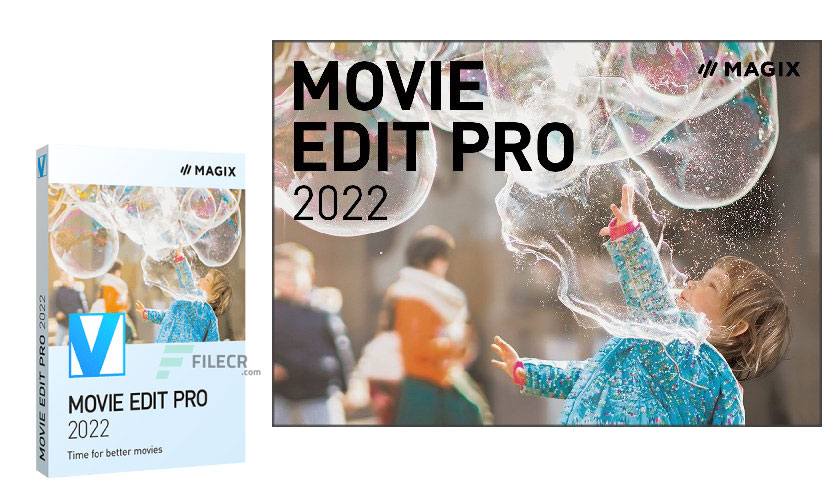 MOVIE
EDIT PRO
2022
MAGIX
MAGIX
MOVIE EDIT PRO 2022
FILECR
.com
MOVIE EDIT PRO
2022
Time for better movies